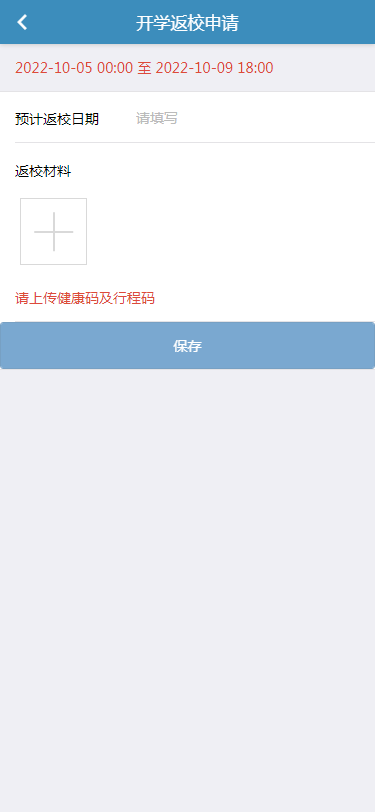 开学返校申请
2022-10-05 00:00 至 2022-10-09 18:00
预计返校日期 请填写
返校材料
请上传健康码及行程码
保存